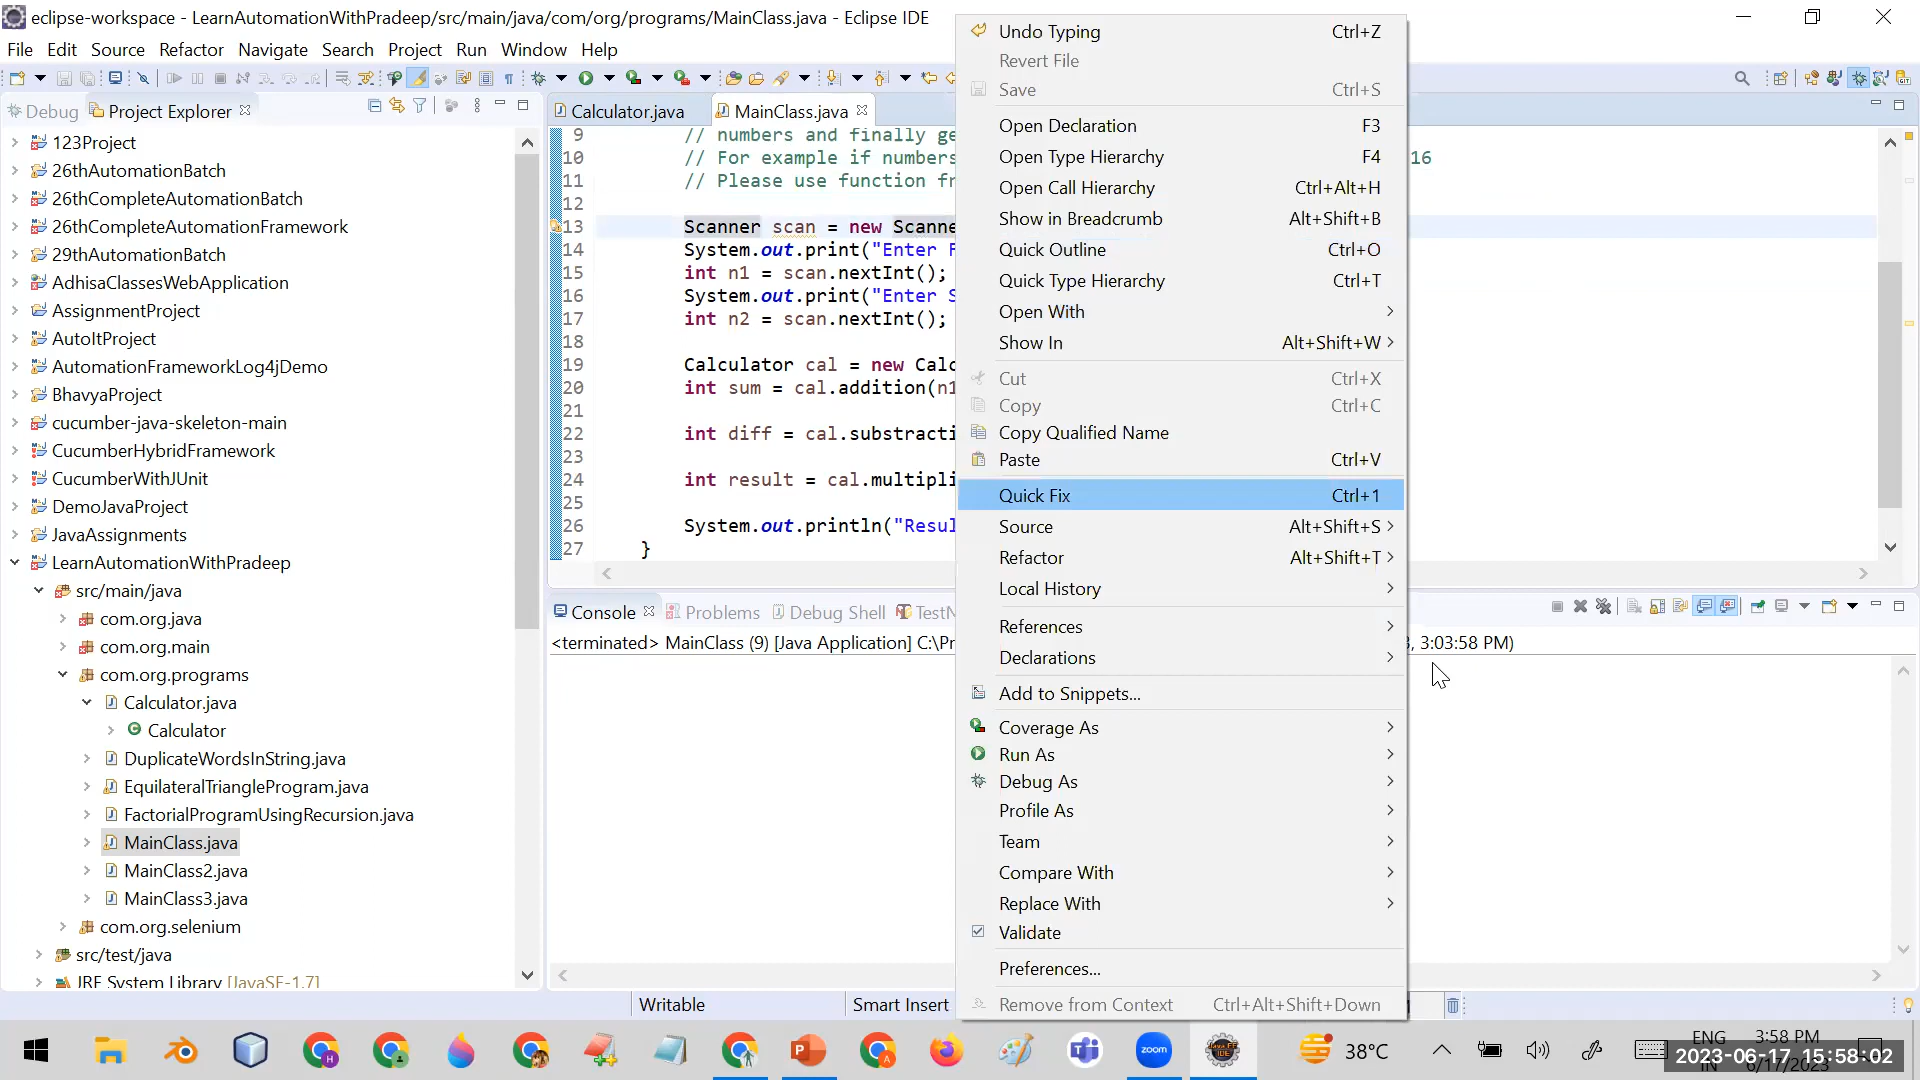 eclipse-workspace - LearnAutomationWithPradeep/src/main/java/com/org/programs/MainClass.java - Eclipse IDE
File Edit Source Refactor Navigate Search Project Run Window Help
Debug Project Explorer
123Project
26thAutomationBatch
26thCompleteAutomationBatch
26thCompleteAutomationFramework
29thAutomationBatch
AdhisaClassesWebApplication
AssignmentProject
AutoItProject
AutomationFrameworkLog4jDemo
BhavyaProject
cucumber-java-skeleton-main
CucumberHybridFramework
CucumberWithJUnit
DemoJavaProject
JavaAssignments
LearnAutomationWithPradeep
src/main/java
com.org.java
com.org.main
com.org.programs
Calculator.java
Calculator
DuplicateWordsInString.java
EquilateralTriangleProgram.java
FactorialProgramUsingRecursion.java
MainClass.java
MainClass2.java
MainClass3.java
com.org.selenium
src/test/java
JRE System Library [JavaSE-1.7]
Calculator.java MainClass.java
9 // numbers and finally ge
10 // For example if numbers 16
11 // Please use function fr
12
13 Scanner scan = new Scanne
14 System.out.print("Enter F
15 int n1 = scan.nextInt();
16 System.out.print("Enter S
17 int n2 = scan.nextInt();
18
19 Calculator cal = new Calc
20 int sum = cal.addition(n1
21
22 int diff = cal.substracti
23
24 int result = cal.multipli
25
26 System.out.println("Resul
27 }
Console Problems Debug Shell TestN
<terminated> MainClass (9) [Java Application] C:\Pr 3, 3:03:58 PM)
Undo Typing Ctrl+Z
Revert File
Save Ctrl+S
Open Declaration F3
Open Type Hierarchy F4
Open Call Hierarchy Ctrl+Alt+H
Show in Breadcrumb Alt+Shift+B
Quick Outline Ctrl+O
Quick Type Hierarchy Ctrl+T
Open With
Show In Alt+Shift+W
Cut Ctrl+X
Copy Ctrl+C
Copy Qualified Name
Paste Ctrl+V
Quick Fix Ctrl+1
Source Alt+Shift+S
Refactor Alt+Shift+T
Local History
References
Declarations
Add to Snippets...
Coverage As
Run As
Debug As
Profile As
Team
Compare With
Replace With
Validate
Preferences...
Remove from Context Ctrl+Alt+Shift+Down
Writable Smart Insert
zoom
38°C
ENG 3:58 PM
IN 6/17/2023
2023-06-17 15:58:02